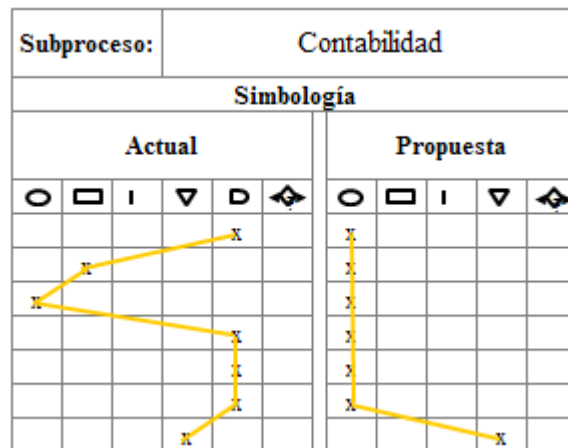 Subproceso: Contabilidad
Simbología
Actual Propuesta
D
x x
x x
x x
x x
x x
x x
x x